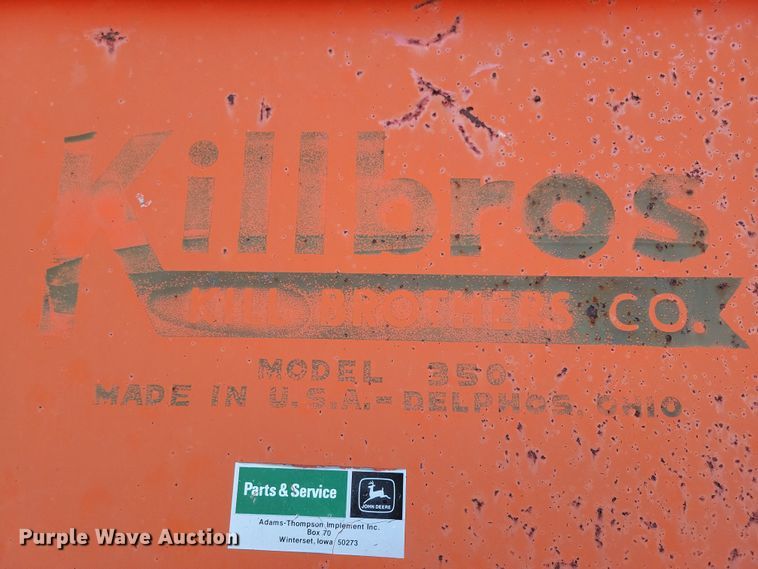 Killbros
KILL BROTHERS CO.
MODEL 350
MADE IN U.S.A.-DELPHOS, OHIO
Parts & Service
JOHN DEERE
Adams-Thompson Implement Inc.
Box 70
Winterset, Iowa 50273
Purple Wave Auction